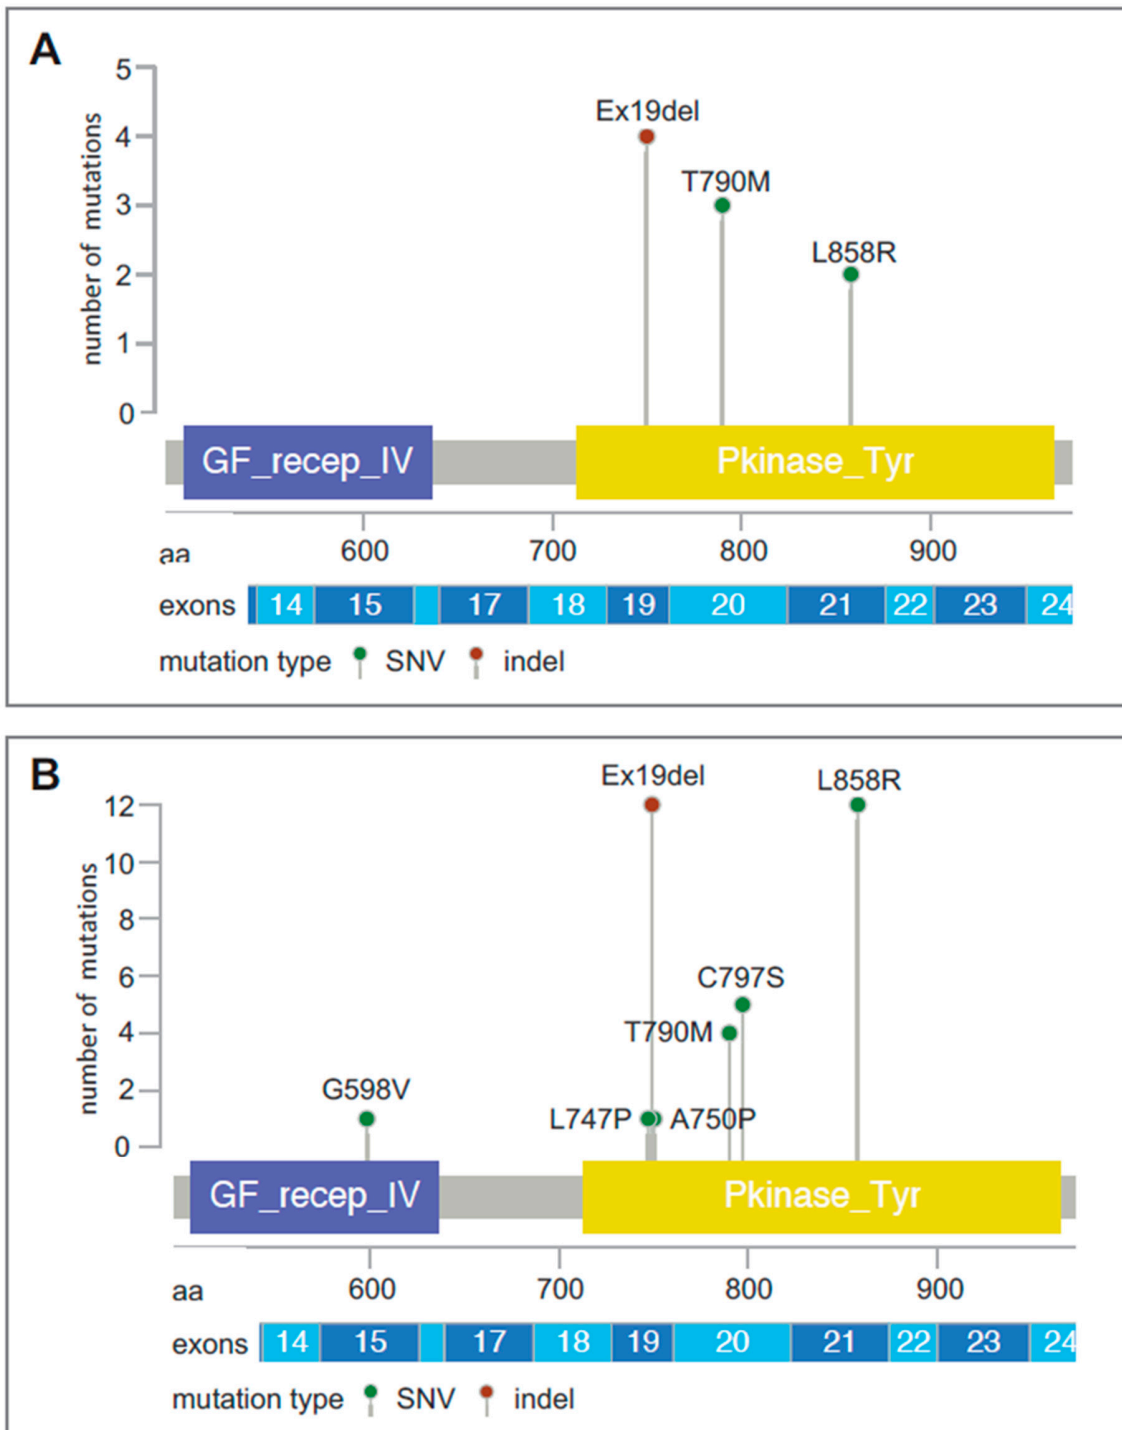 A
5
Ex19del
4
T790M
3
L858R
2
1
0
number of mutations
GF_recep_IV Pkinase_Tyr
aa 600 700 800 900
exons 14 15 17 18 19 20 21 22 23 24
mutation type SNV indel
B
Ex19del L858R
12
10
8
6 C797S
4 T790M
2 G598V
L747P A750P
0
number of mutations
GF_recep_IV Pkinase_Tyr
aa 600 700 800 900
exons 14 15 17 18 19 20 21 22 23 24
mutation type SNV indel